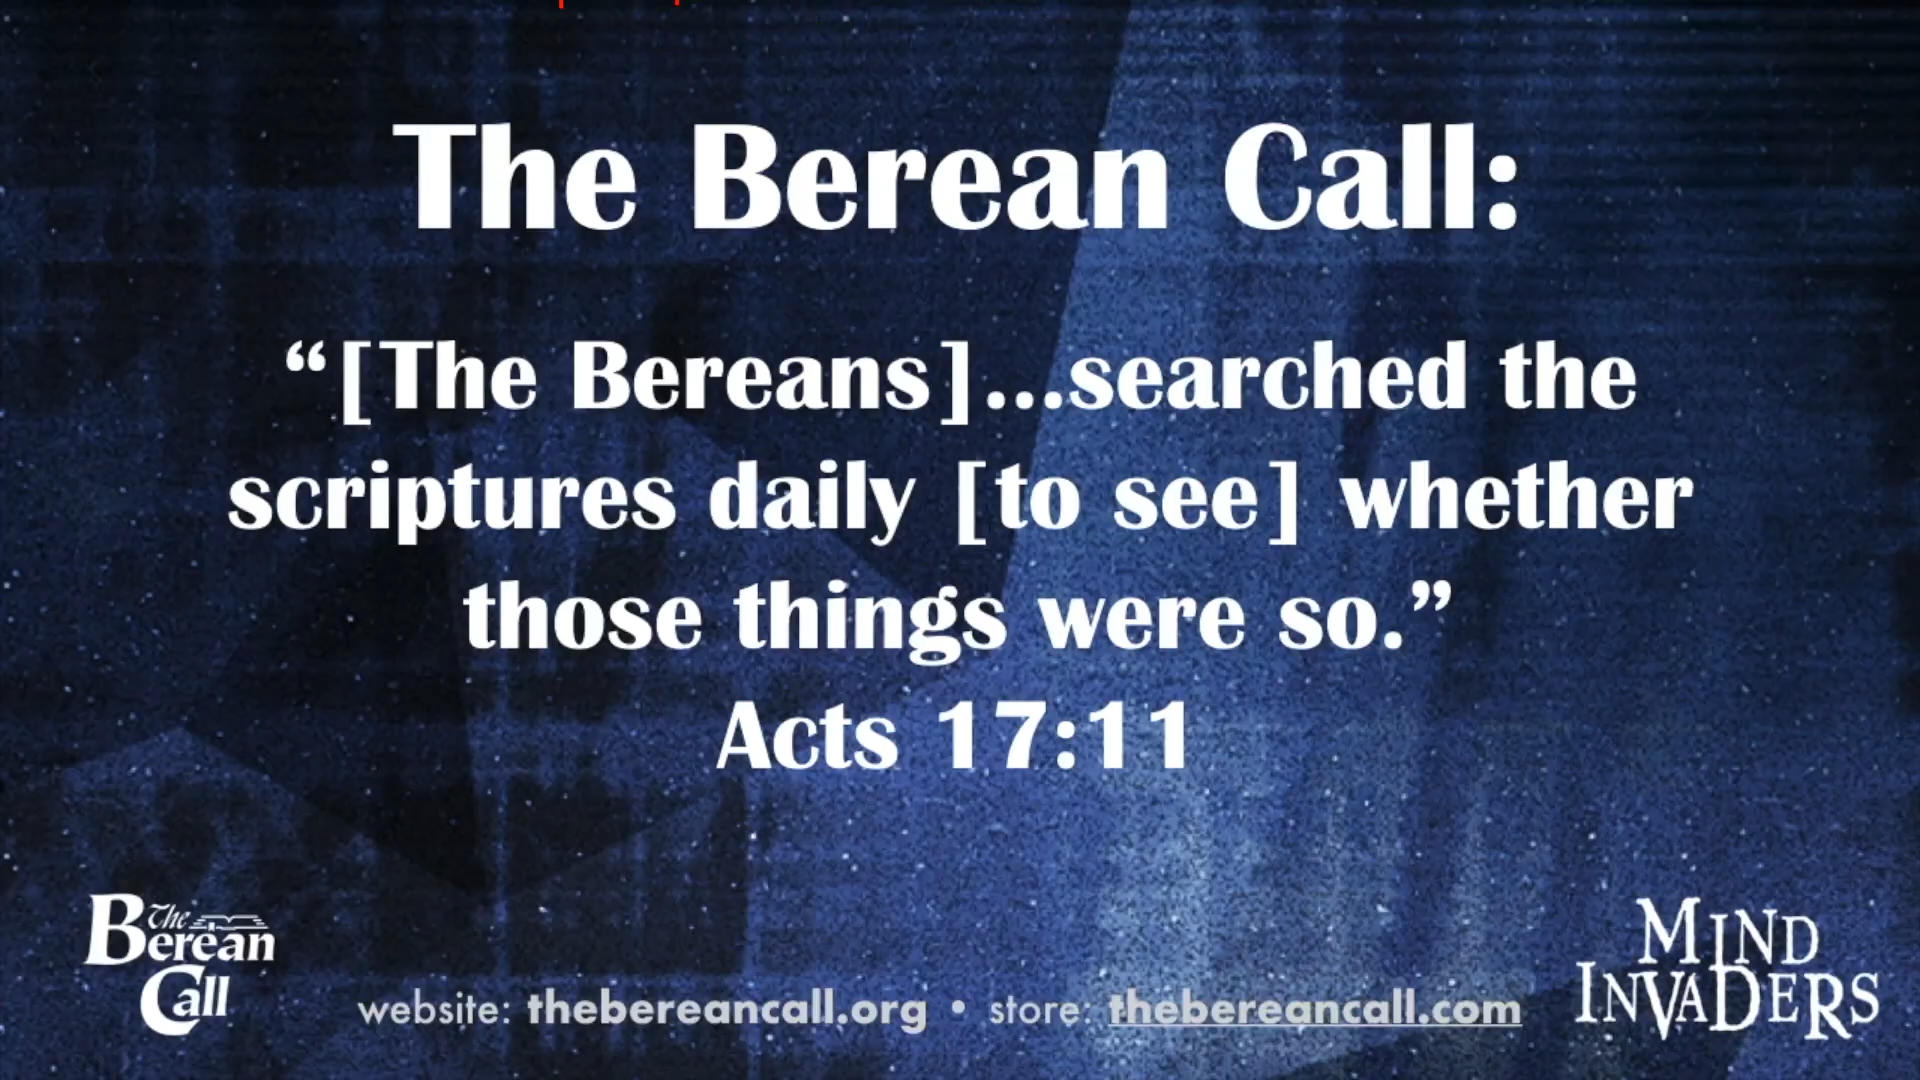 The Berean Call:
“[The Bereans]...searched the
scriptures daily [to see] whether
those things were so.”
Acts 17:11
The
Berean
Call
website: thebereancall.org • store: thebereancall.com
MIND
INVADERS